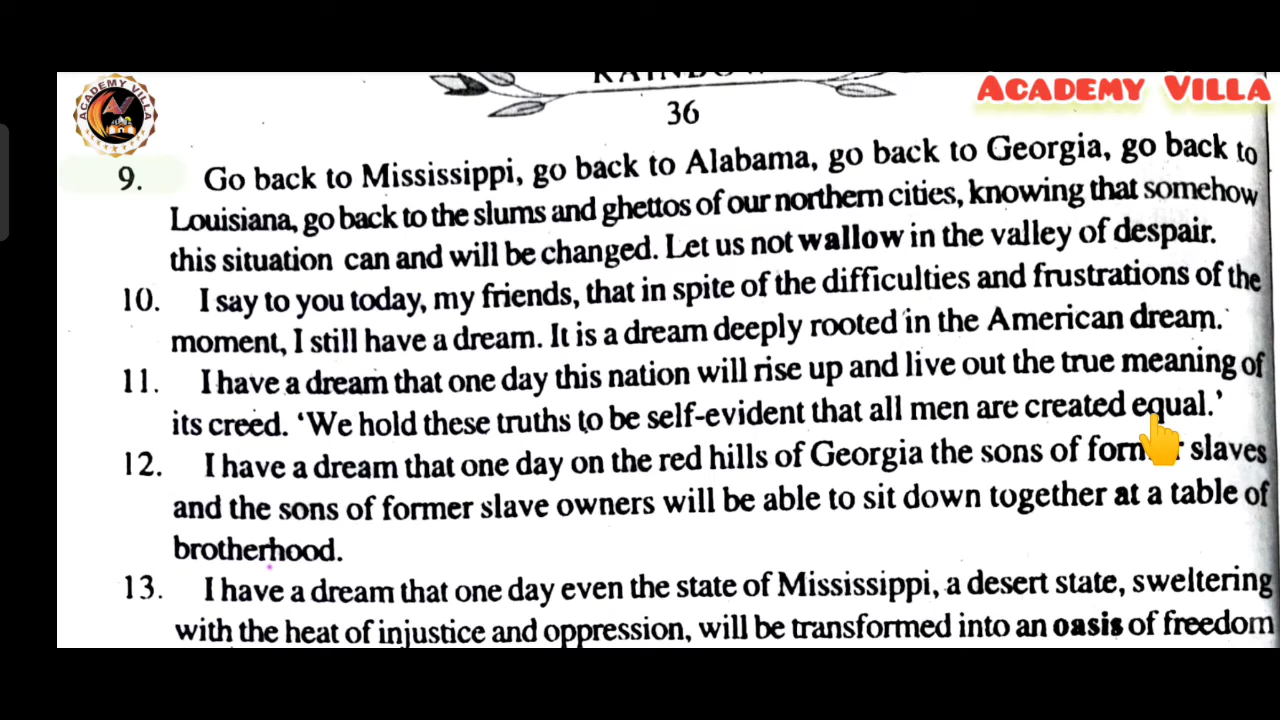 ACADEMY VILLA
ACADEMY VILLA
RAINBOW
36
9. Go back to Mississippi, go back to Alabama, go back to Georgia, go back to
Louisiana, go back to the slums and ghettos of our northern cities, knowing that somehow
this situation can and will be changed. Let us not wallow in the valley of despair.
10. I say to you today, my friends, that in spite of the difficulties and frustrations of the
moment, I still have a dream. It is a dream deeply rooted in the American dream.
11. I have a dream that one day this nation will rise up and live out the true meaning of
its creed. ‘We hold these truths to be self-evident that all men are created equal.’
12. I have a dream that one day on the red hills of Georgia the sons of former slaves
and the sons of former slave owners will be able to sit down together at a table of
brotherhood.
13. I have a dream that one day even the state of Mississippi, a desert state, sweltering
with the heat of injustice and oppression, will be transformed into an oasis of freedom